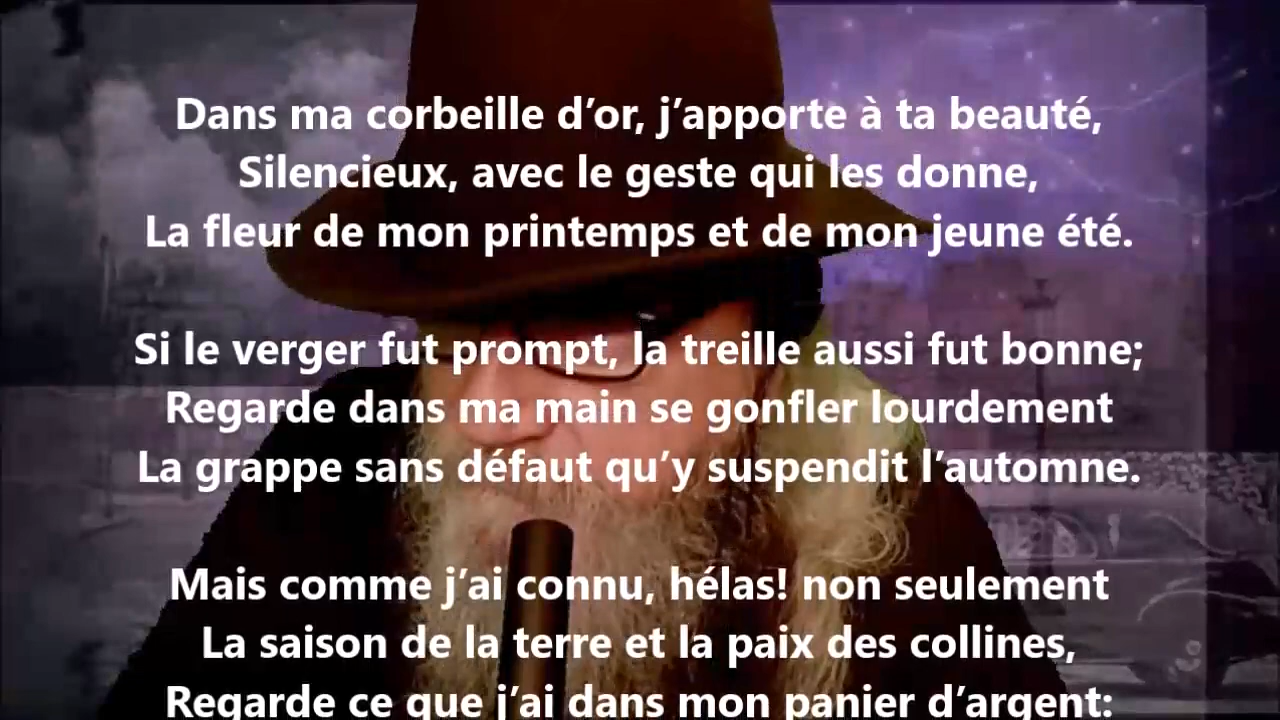 Dans ma corbeille d’or, j’apporte à ta beauté,
Silencieux, avec le geste qui les donne,
La fleur de mon printemps et de mon jeune été.
Si le verger fut prompt, la treille aussi fut bonne;
Regarde dans ma main se gonfler lourdement
La grappe sans défaut qu’y suspendit l’automne.
Mais comme j’ai connu, hélas! non seulement
La saison de la terre et la paix des collines,
Regarde ce que j’ai dans mon panier d’argent: